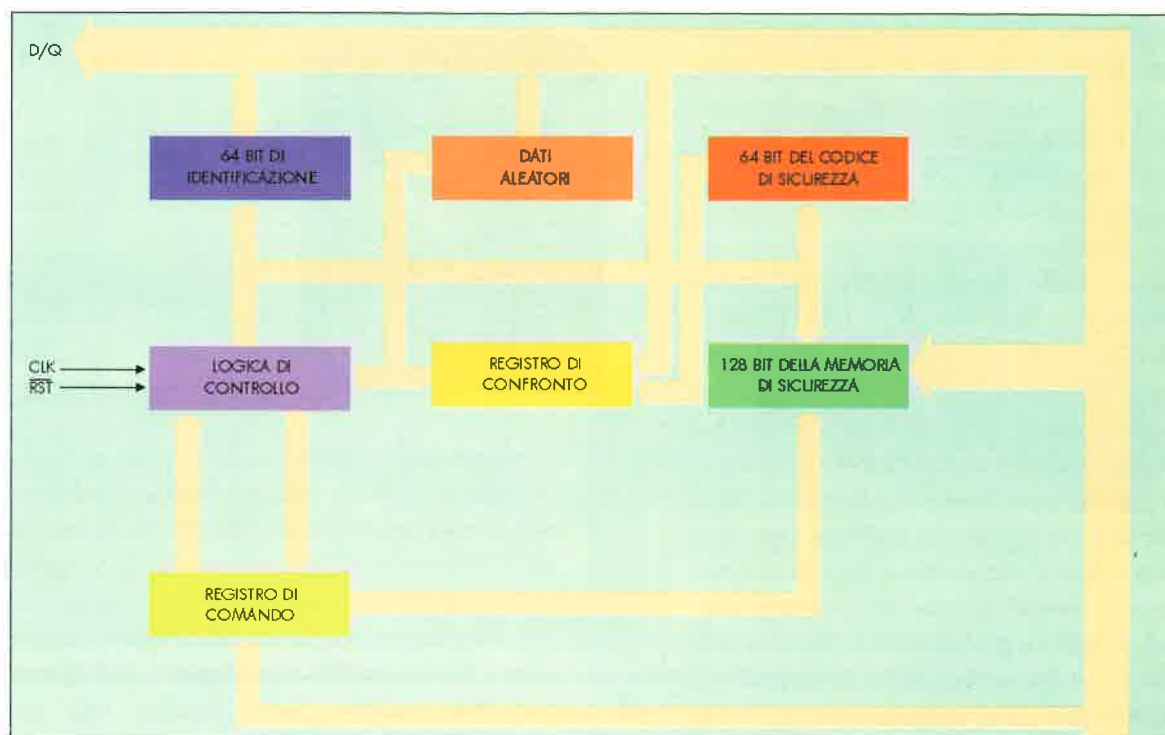 D/Q
64 BIT DI
IDENTIFICAZIONE
DATI
ALEATORI
64 BIT DEL CODICE
DI SICUREZZA
CLK
RST
LOGICA DI
CONTROLLO
REGISTRO DI
CONFRONTO
128 BIT DELLA MEMORIA
DI SICUREZZA
REGISTRO DI
COMANDO